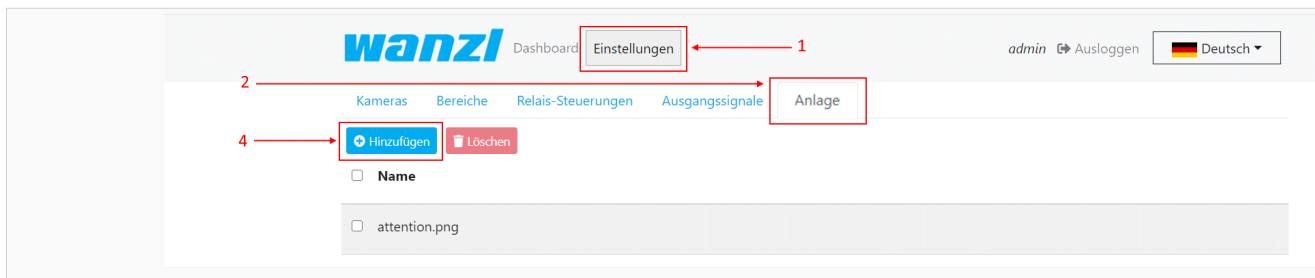 wanzl Dashboard Einstellungen 1 admin Ausloggen Deutsch
2
Kameras Bereiche Relais-Steuerungen Ausgangssignale Anlage
4 Hinzufügen Löschen
Name
attention.png